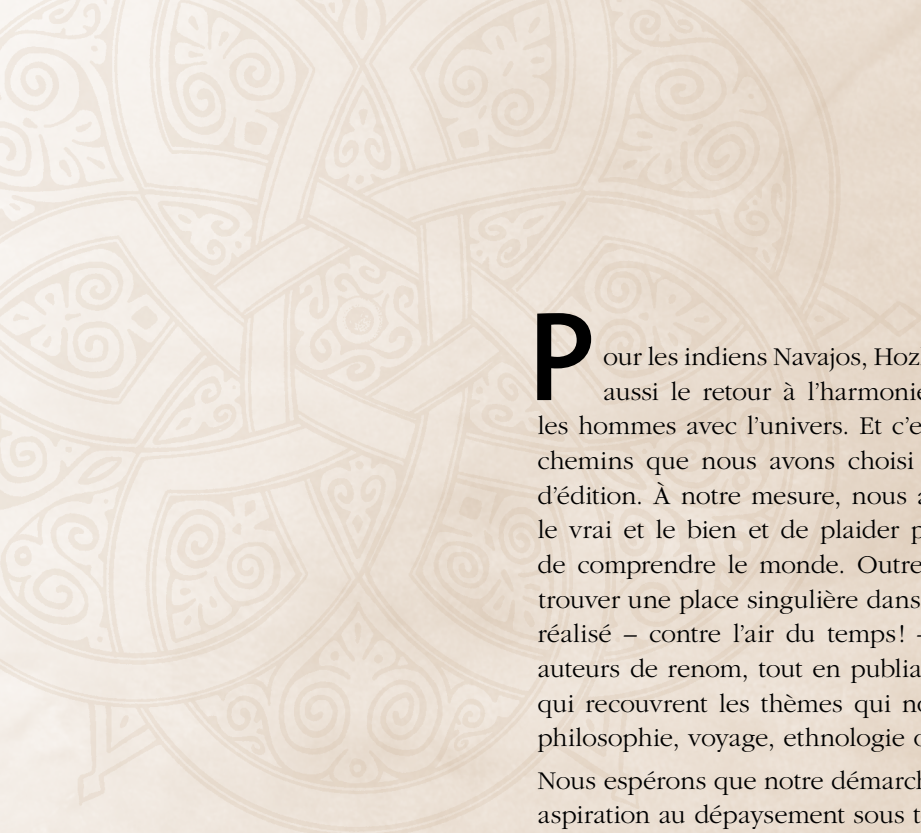 Pour les indiens Navajos, Hoz
aussi le retour à l’harmonie
les hommes avec l’univers. Et c’e
chemins que nous avons choisi
d’édition. À notre mesure, nous a
le vrai et le bien et de plaider p
de comprendre le monde. Outre
trouver une place singulière dans
réalisé – contre l’air du temps! –
auteurs de renom, tout en publia
qui recouvrent les thèmes qui no
philosophie, voyage, ethnologie o
Nous espérons que notre démarch
aspiration au dépaysement sous t